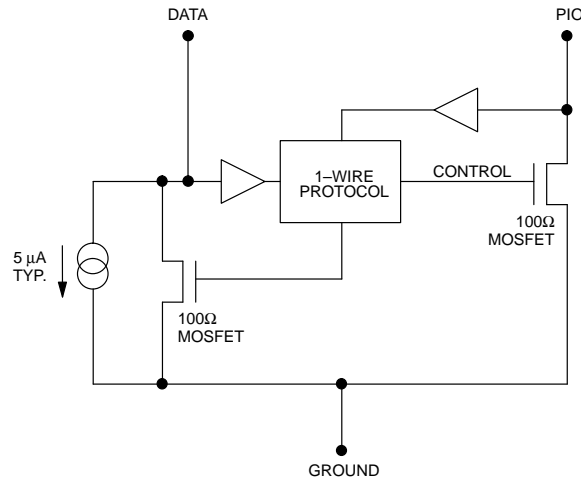 DATA
PIO
1–WIRE
PROTOCOL
CONTROL
100Ω
MOSFET
5 μA
TYP.
100Ω
MOSFET
GROUND